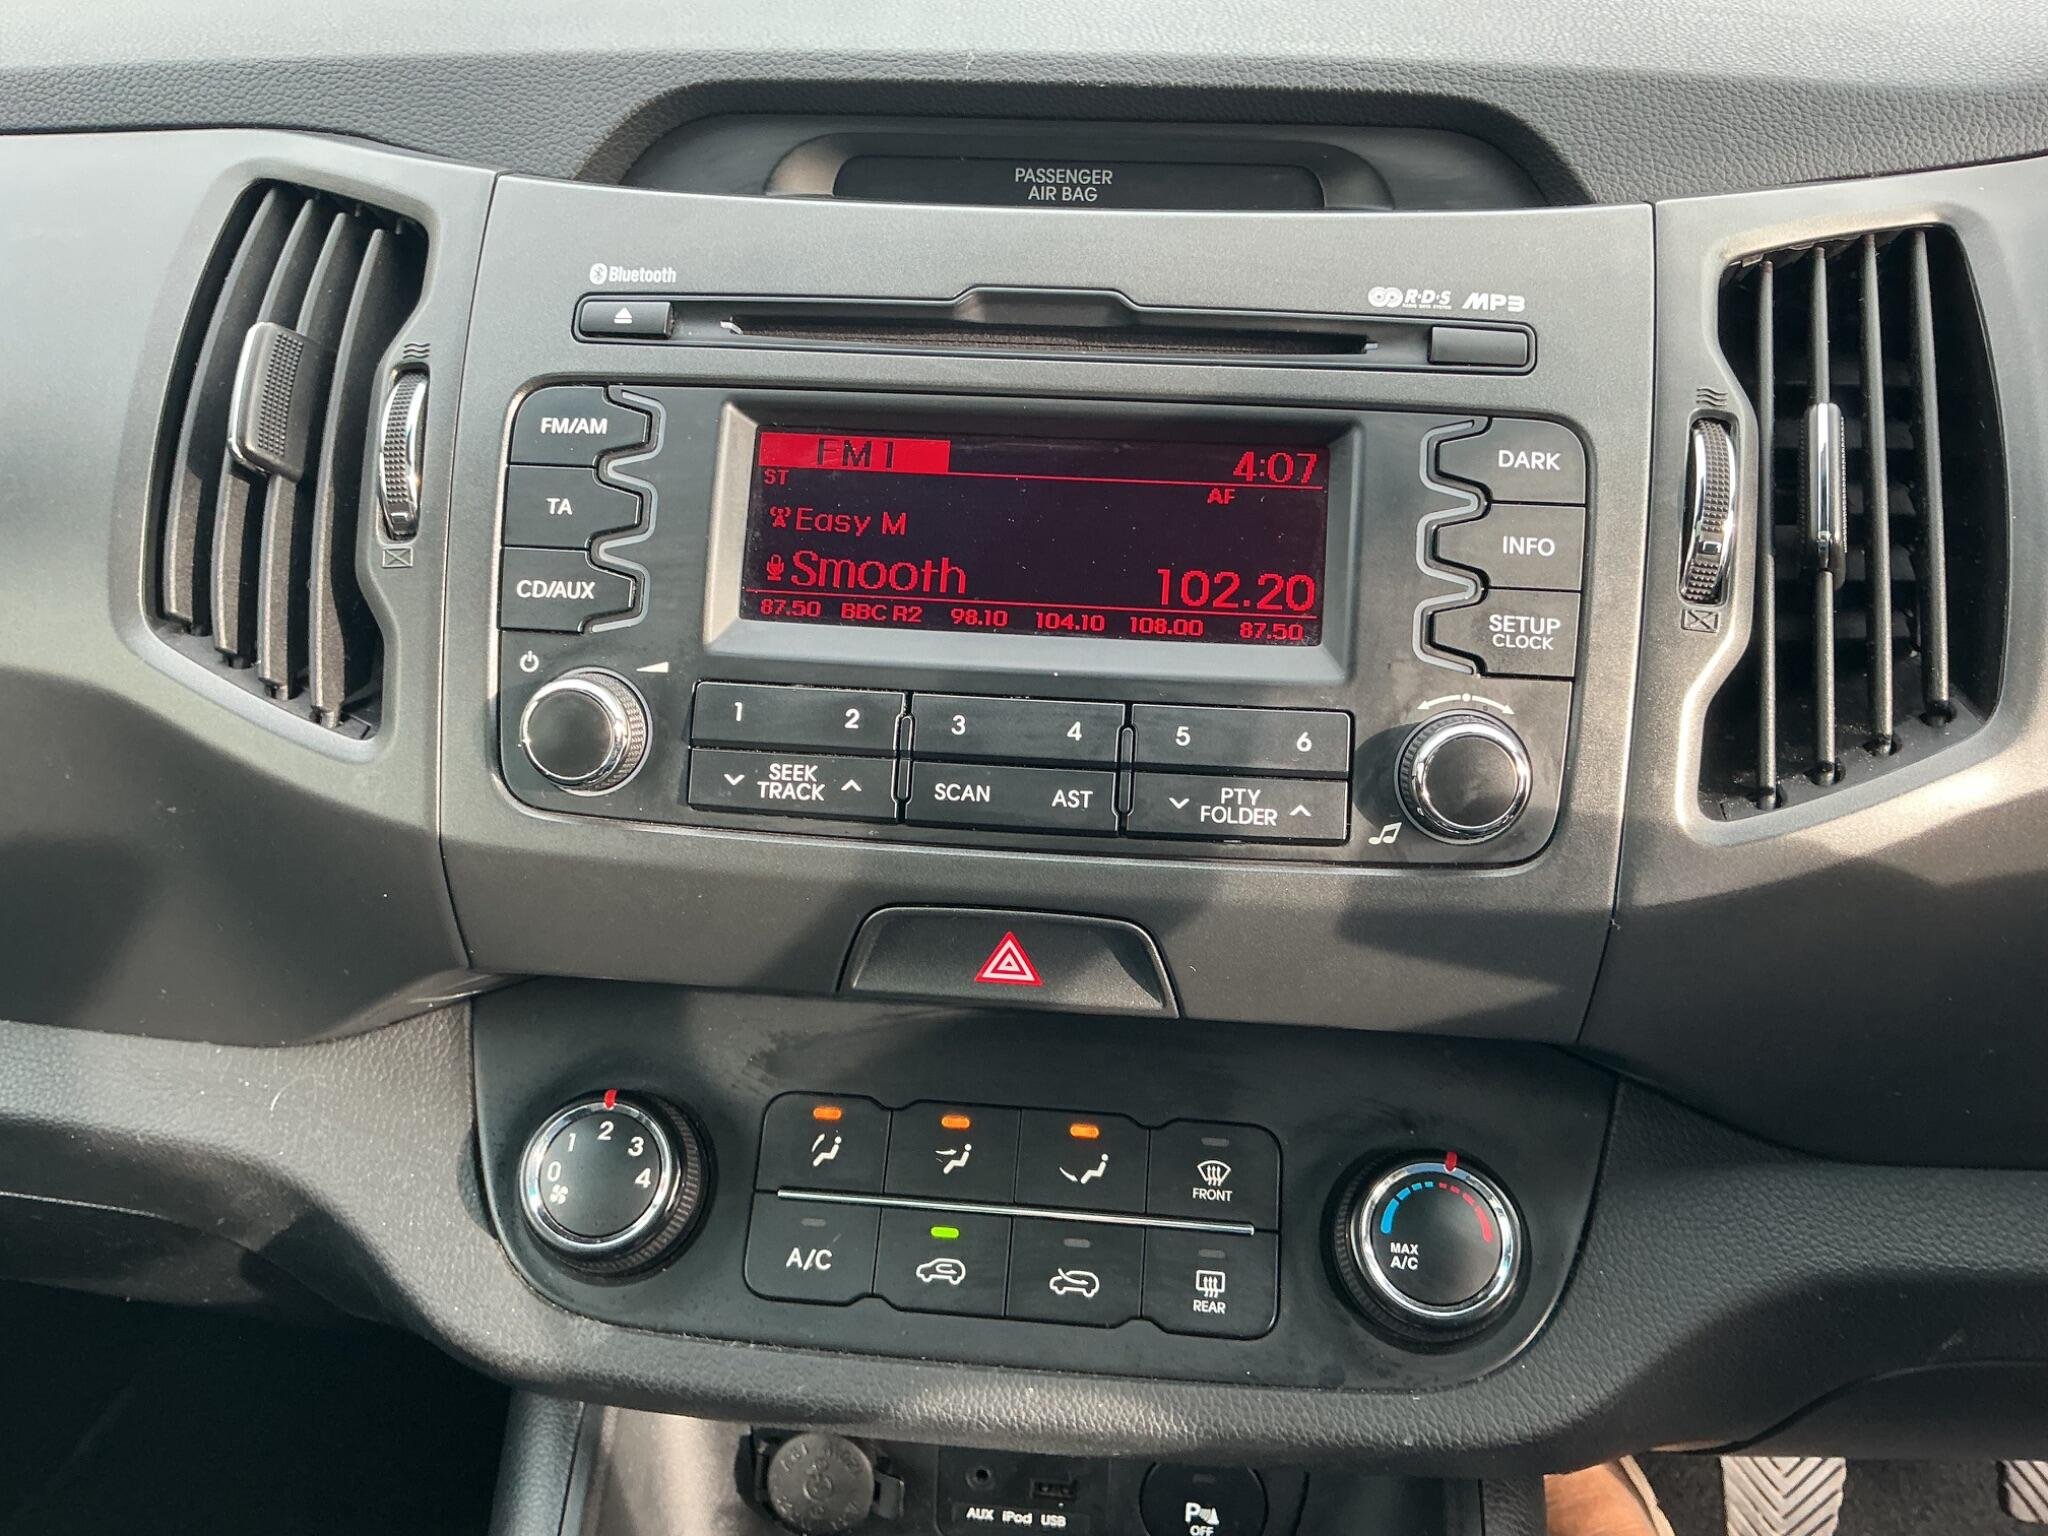 PASSENGER
AIR BAG
Bluetooth
R·D·S MP3
FM/AM
TA
CD/AUX
FM1
4:07
ST
AF
Easy M
Smooth
102.20
87.50 BBC R2 98.10 104.10 108.00 87.50
DARK
INFO
SETUP
CLOCK
1 2 3 4 5 6
SEEK
TRACK
SCAN AST
PTY
FOLDER
0 1 2 3 4
FRONT
A/C
REAR
MAX
A/C
AUX iPod USB
P
OFF